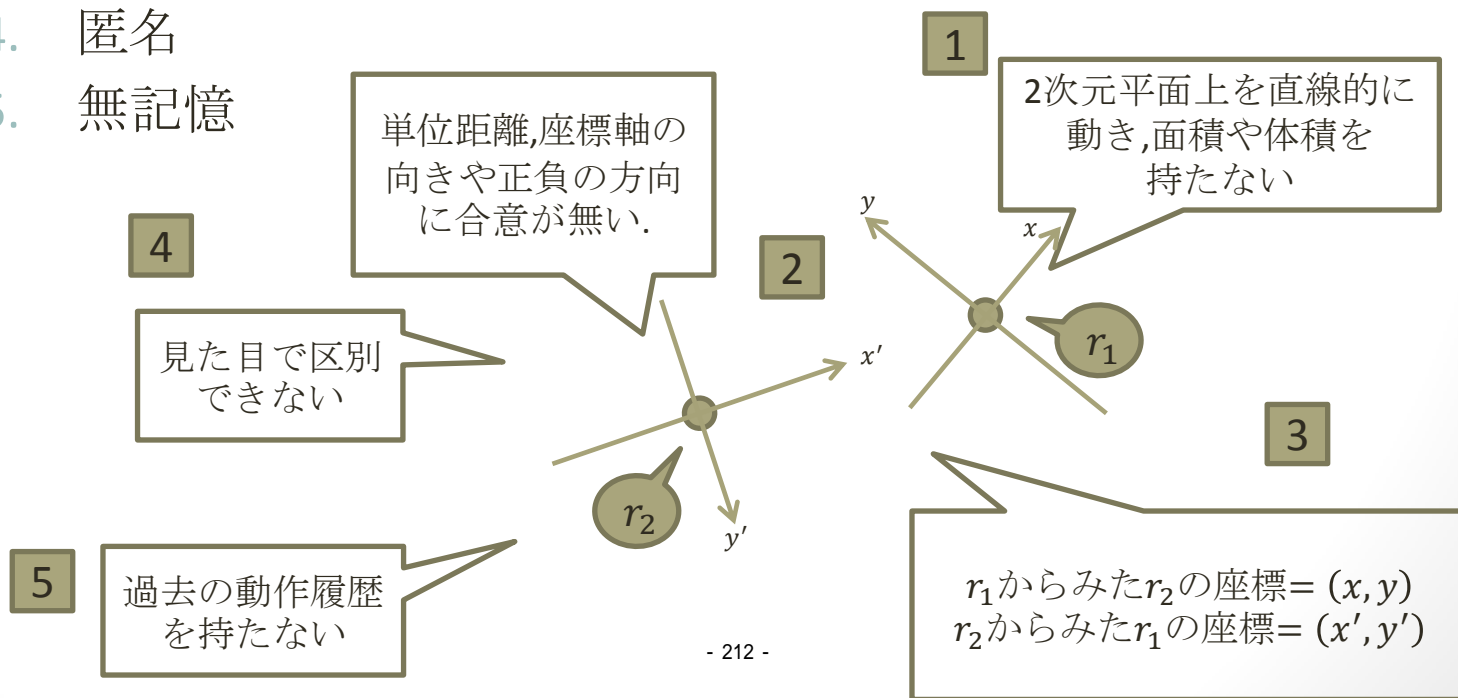 4. 匿名
5. 無記憶
1
2次元平面上を直線的に
動き,面積や体積を
持たない
単位距離,座標軸の
向きや正負の方向
に合意が無い.
4
2
y
x
r₁
見た目で区別
できない
x′
3
r₂
y′
5
過去の動作履歴
を持たない
r₁からみたr₂の座標= (x, y)
r₂からみたr₁の座標= (x′, y′)
- 212 -